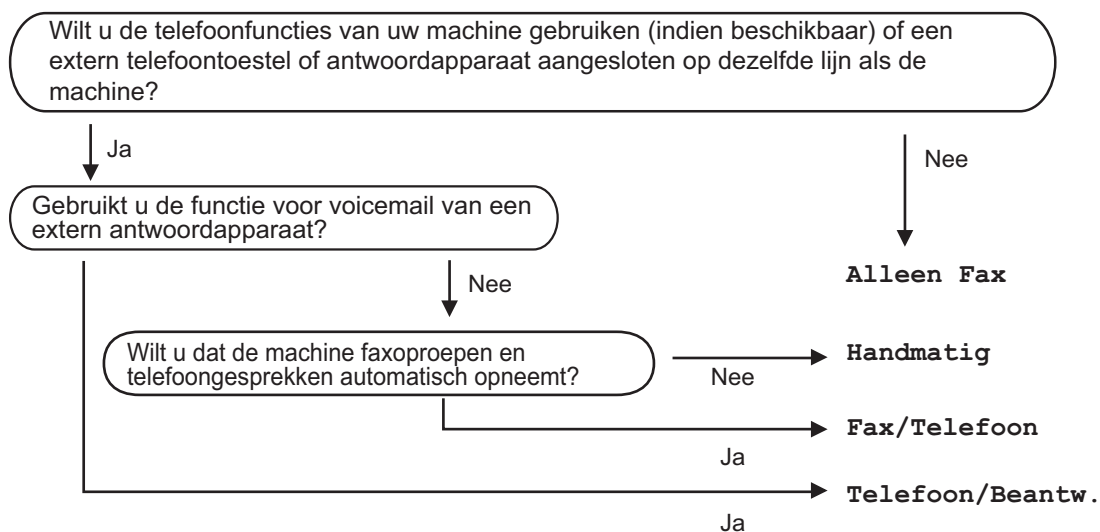 Wilt u de telefoonfuncties van uw machine gebruiken (indien beschikbaar) of een
extern telefoontoestel of antwoordapparaat aangesloten op dezelfde lijn als de
machine?
Ja
Nee
Gebruikt u de functie voor voicemail van een
extern antwoordapparaat?
Alleen Fax
Nee
Wilt u dat de machine faxoproepen en
telefoongesprekken automatisch opneemt?
Handmatig
Nee
Fax/Telefoon
Ja
Telefoon/Beantw.
Ja